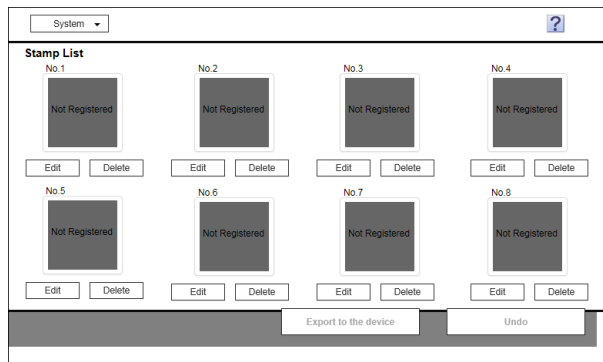 System
?
Stamp List
No.1 No.2 No.3 No.4
Not Registered Not Registered Not Registered Not Registered
Edit Delete Edit Delete Edit Delete Edit Delete
No.5 No.6 No.7 No.8
Not Registered Not Registered Not Registered Not Registered
Edit Delete Edit Delete Edit Delete Edit Delete
Export to the device Undo